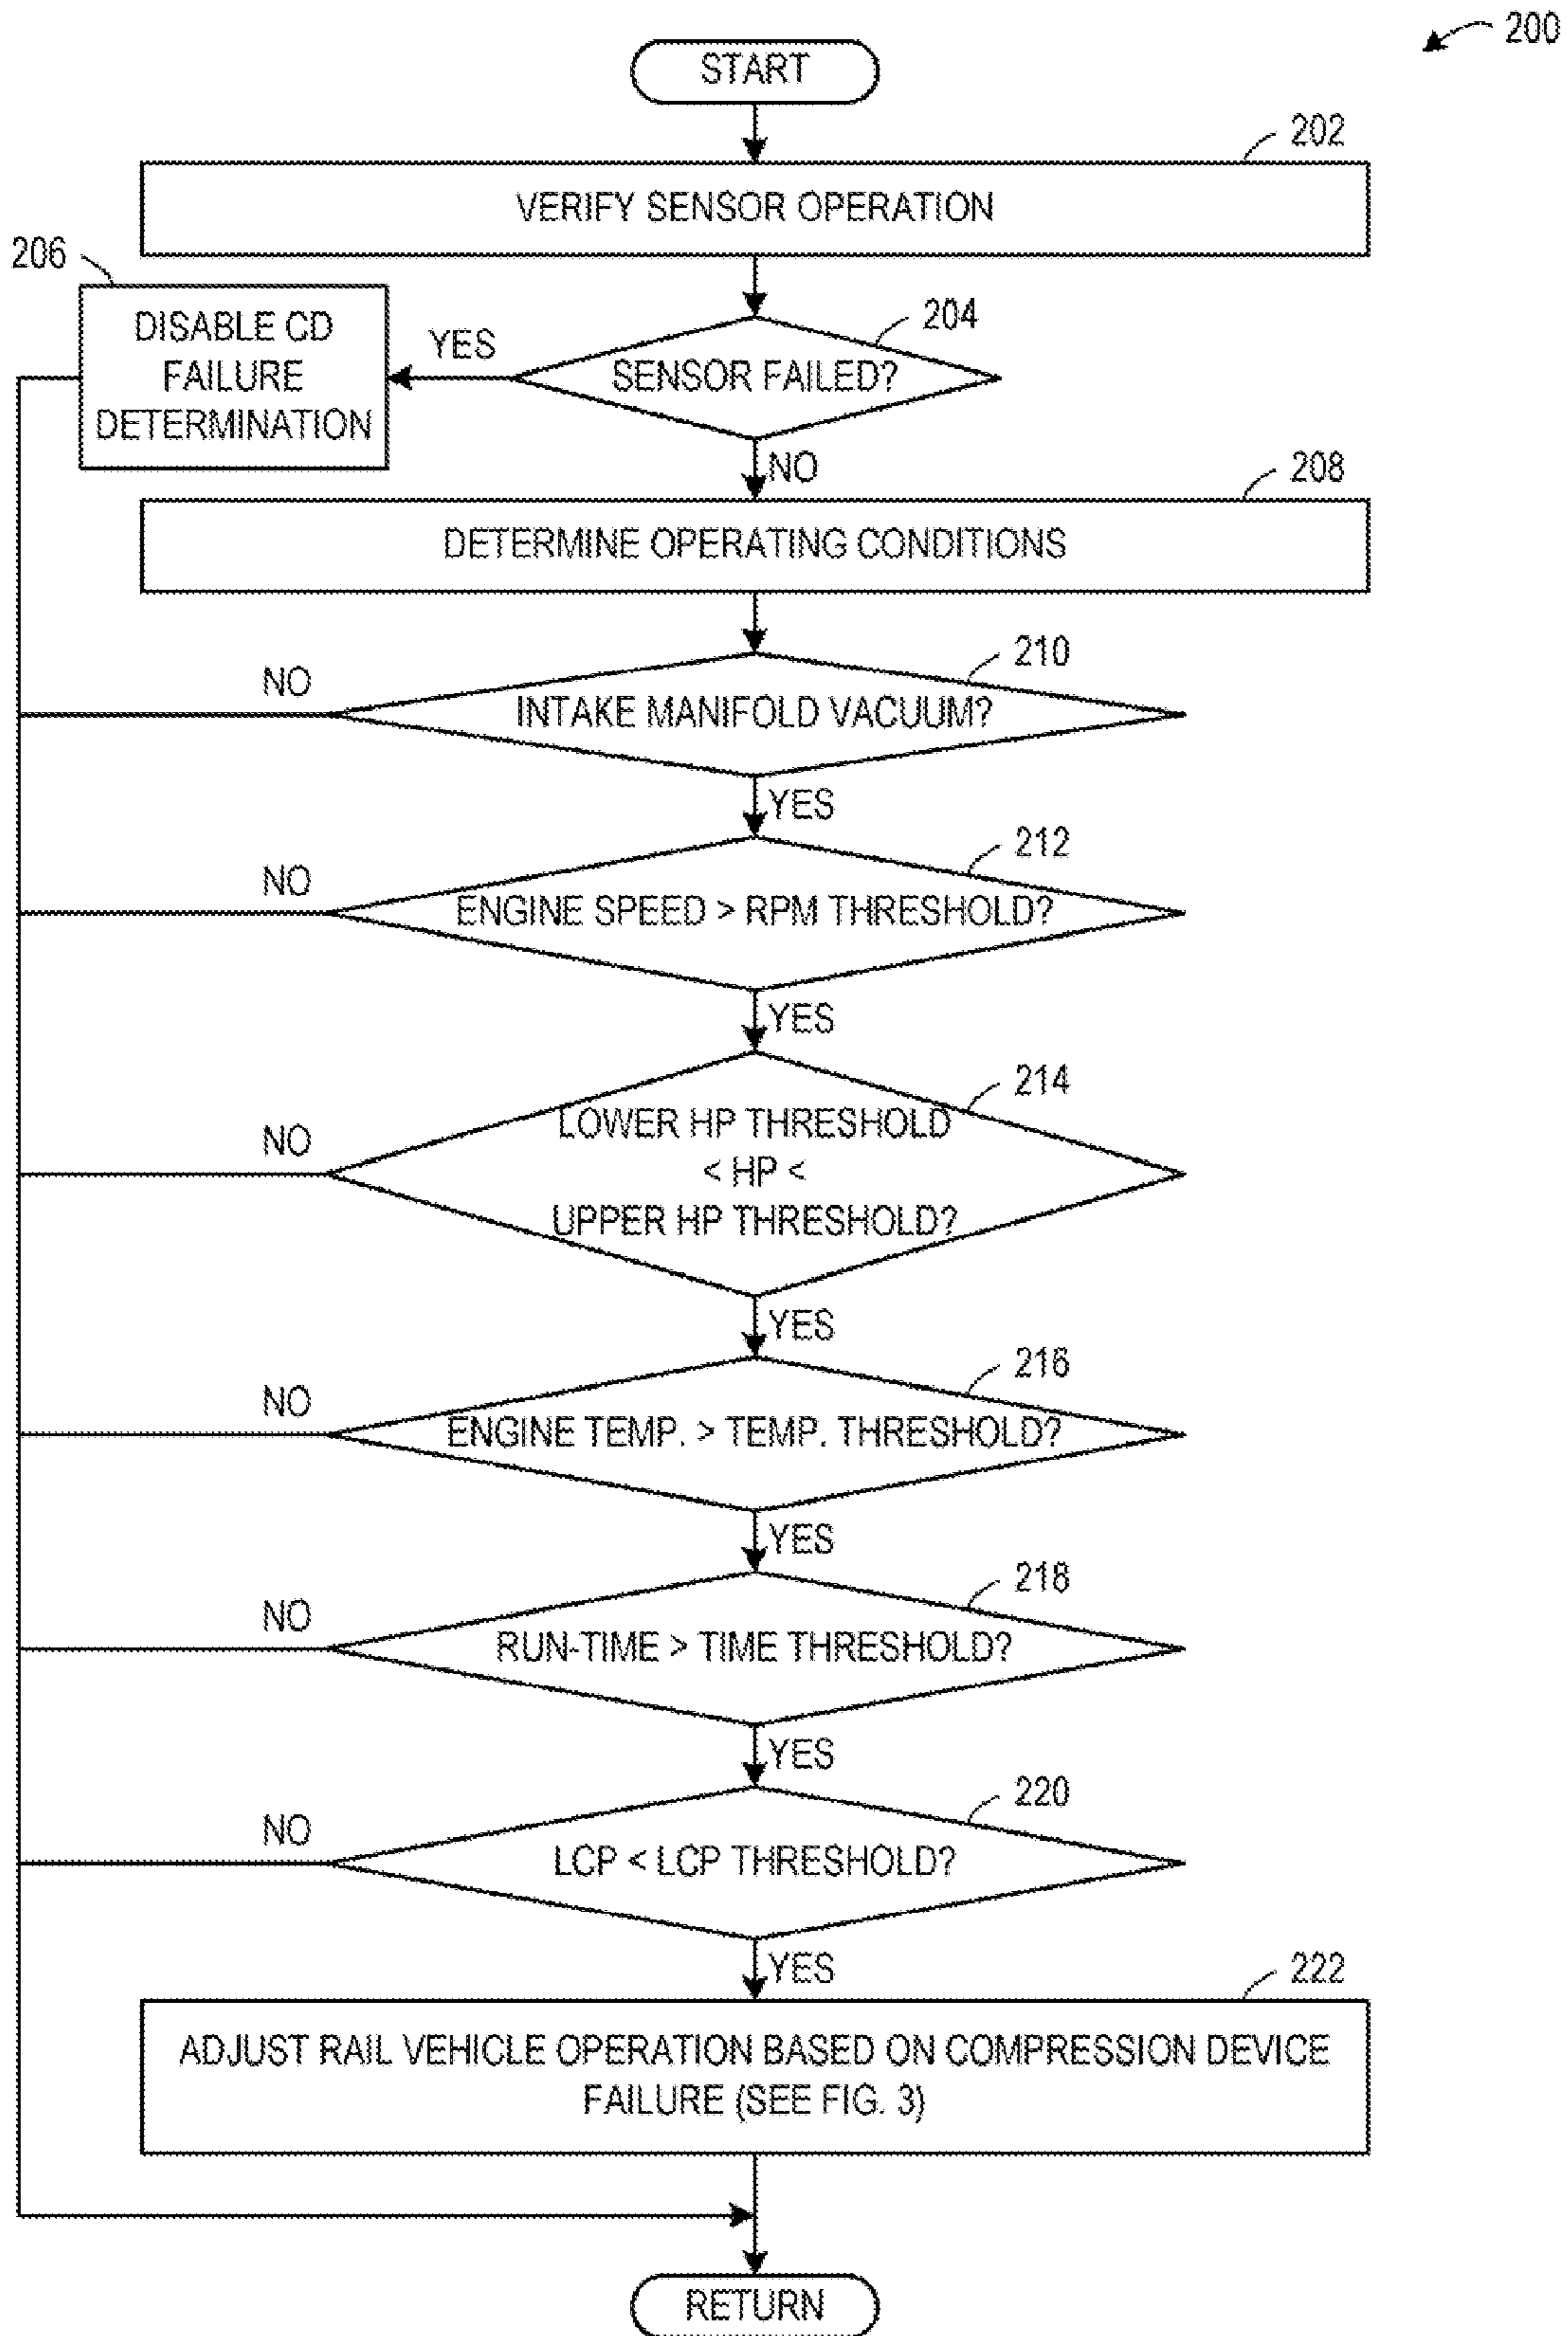 200
START
202
VERIFY SENSOR OPERATION
206
DISABLE CD
FAILURE
DETERMINATION
YES
204
SENSOR FAILED?
NO
208
DETERMINE OPERATING CONDITIONS
210
NO
INTAKE MANIFOLD VACUUM?
YES
212
NO
ENGINE SPEED > RPM THRESHOLD?
YES
214
NO
LOWER HP THRESHOLD
< HP <
UPPER HP THRESHOLD?
YES
216
NO
ENGINE TEMP. > TEMP. THRESHOLD?
YES
218
NO
RUN-TIME > TIME THRESHOLD?
YES
220
NO
LCP < LCP THRESHOLD?
YES
222
ADJUST RAIL VEHICLE OPERATION BASED ON COMPRESSION DEVICE
FAILURE (SEE FIG. 3)
RETURN